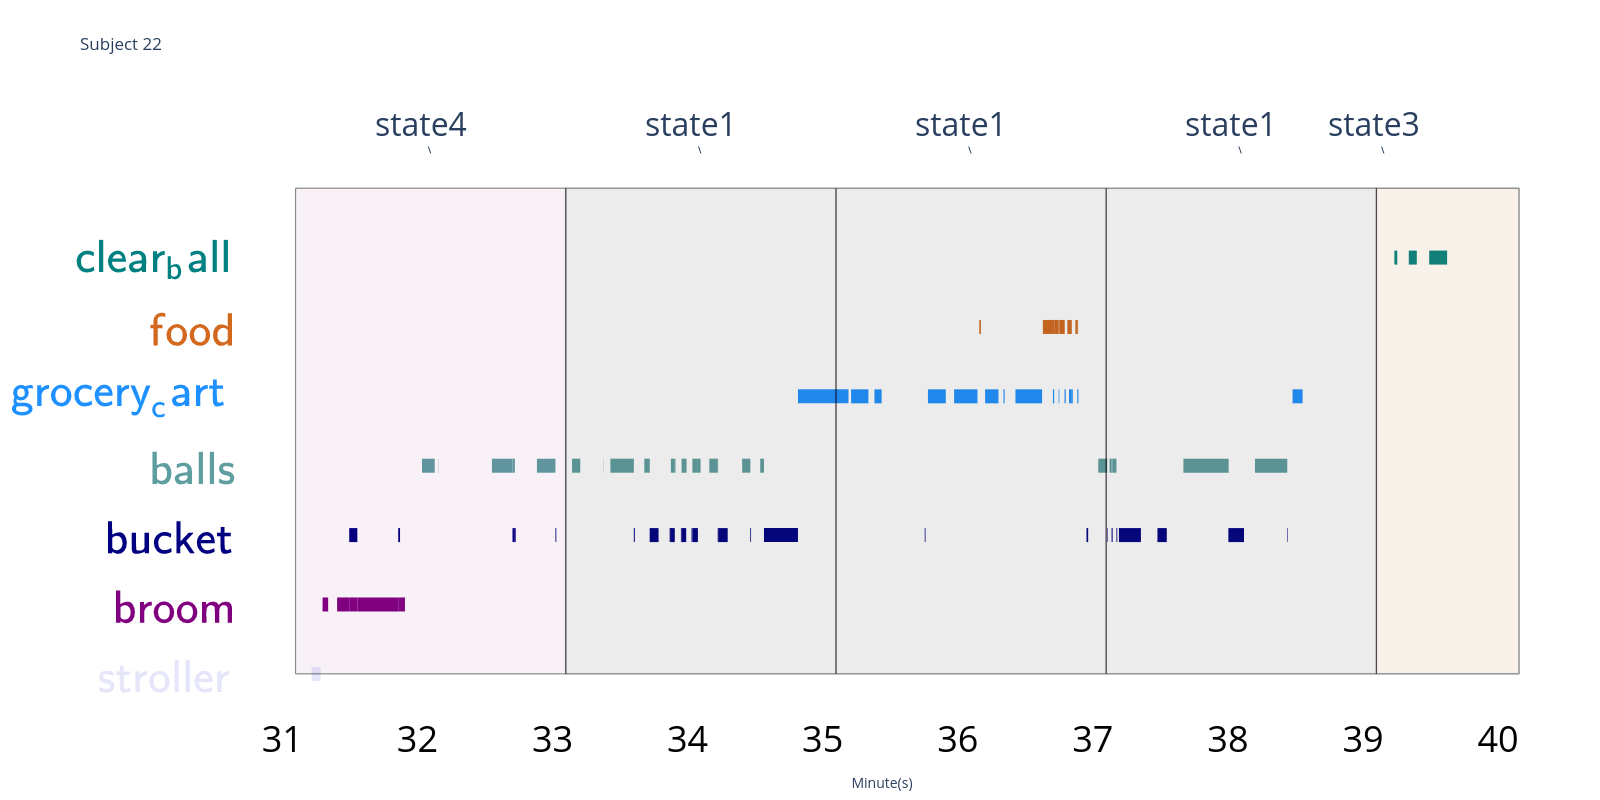 Subject 22
state4 state1 state1 state1 state3
clear_ball
food
grocery_cart
balls
bucket
broom
stroller
31 32 33 34 35 36 37 38 39 40
Minute(s)